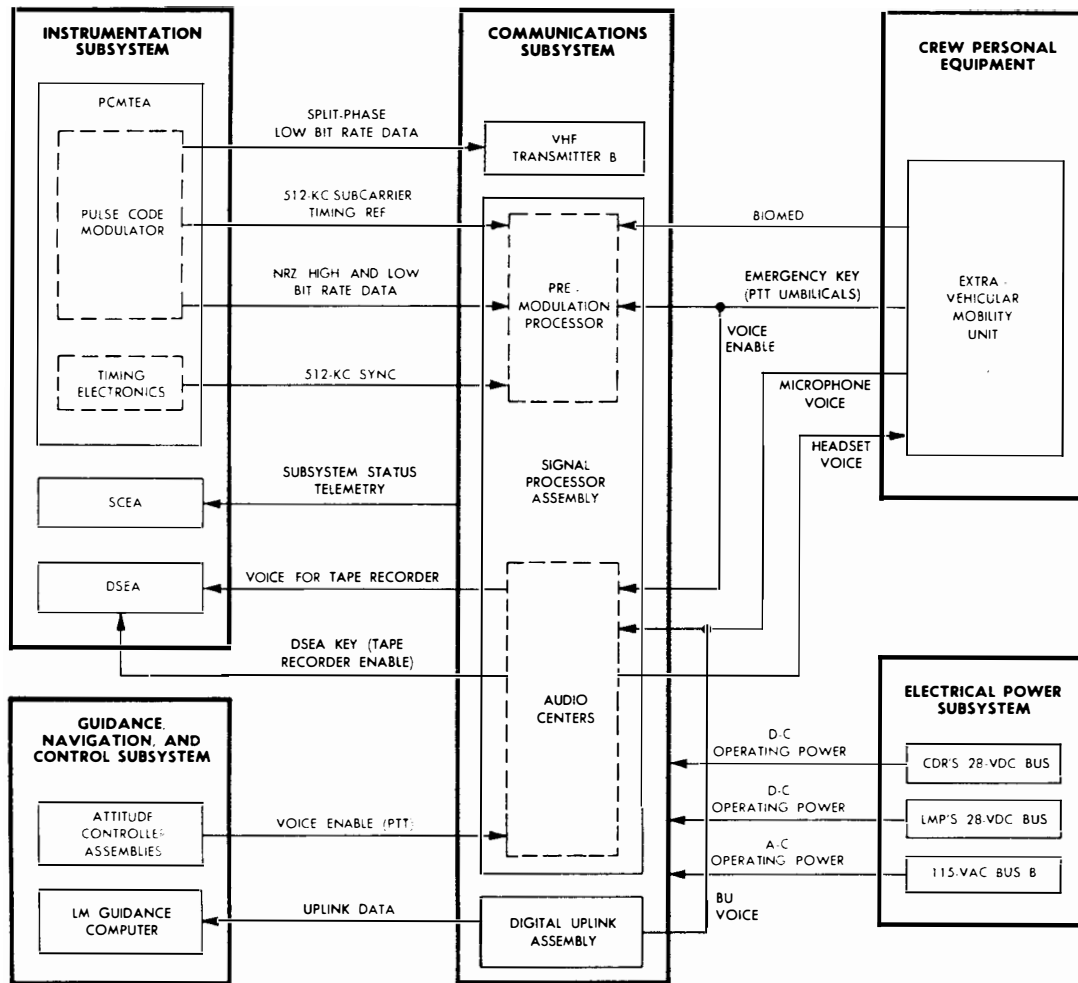 INSTRUMENTATION
SUBSYSTEM
PCMTEA
PULSE CODE
MODULATOR
TIMING
ELECTRONICS
SCEA
DSEA
SPLIT-PHASE
LOW BIT RATE DATA
512-KC SUBCARRIER
TIMING REF
NRZ HIGH AND LOW
BIT RATE DATA
512-KC SYNC
SUBSYSTEM STATUS
TELEMETRY
VOICE FOR TAPE RECORDER
DSEA KEY (TAPE
RECORDER ENABLE)
GUIDANCE,
NAVIGATION, AND
CONTROL SUBSYSTEM
ATTITUDE
CONTROLLER
ASSEMBLIES
LM GUIDANCE
COMPUTER
VOICE ENABLE (PTT)
UPLINK DATA
COMMUNICATIONS
SUBSYSTEM
VHF
TRANSMITTER B
PRE-
MODULATION
PROCESSOR
SIGNAL
PROCESSOR
ASSEMBLY
AUDIO
CENTERS
DIGITAL UPLINK
ASSEMBLY
BIOMED
EMERGENCY KEY
(PTT UMBILICALS)
VOICE
ENABLE
MICROPHONE
VOICE
HEADSET
VOICE
D-C
OPERATING POWER
D-C
OPERATING POWER
A-C
OPERATING POWER
BU
VOICE
CREW PERSONAL
EQUIPMENT
EXTRA-
VEHICULAR
MOBILITY
UNIT
ELECTRICAL POWER
SUBSYSTEM
CDR'S 28-VDC BUS
LMP'S 28-VDC BUS
115-VAC BUS B